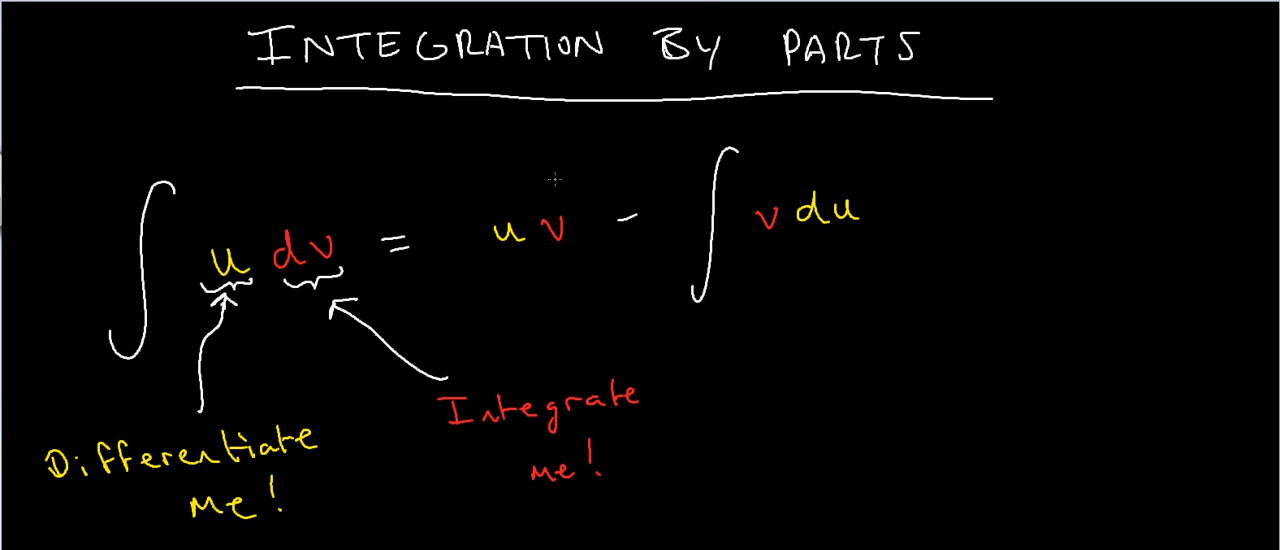 INTEGRATION BY PARTS
∫ u dv = uv - ∫ v du
Integrate
me!
Differentiate
me!